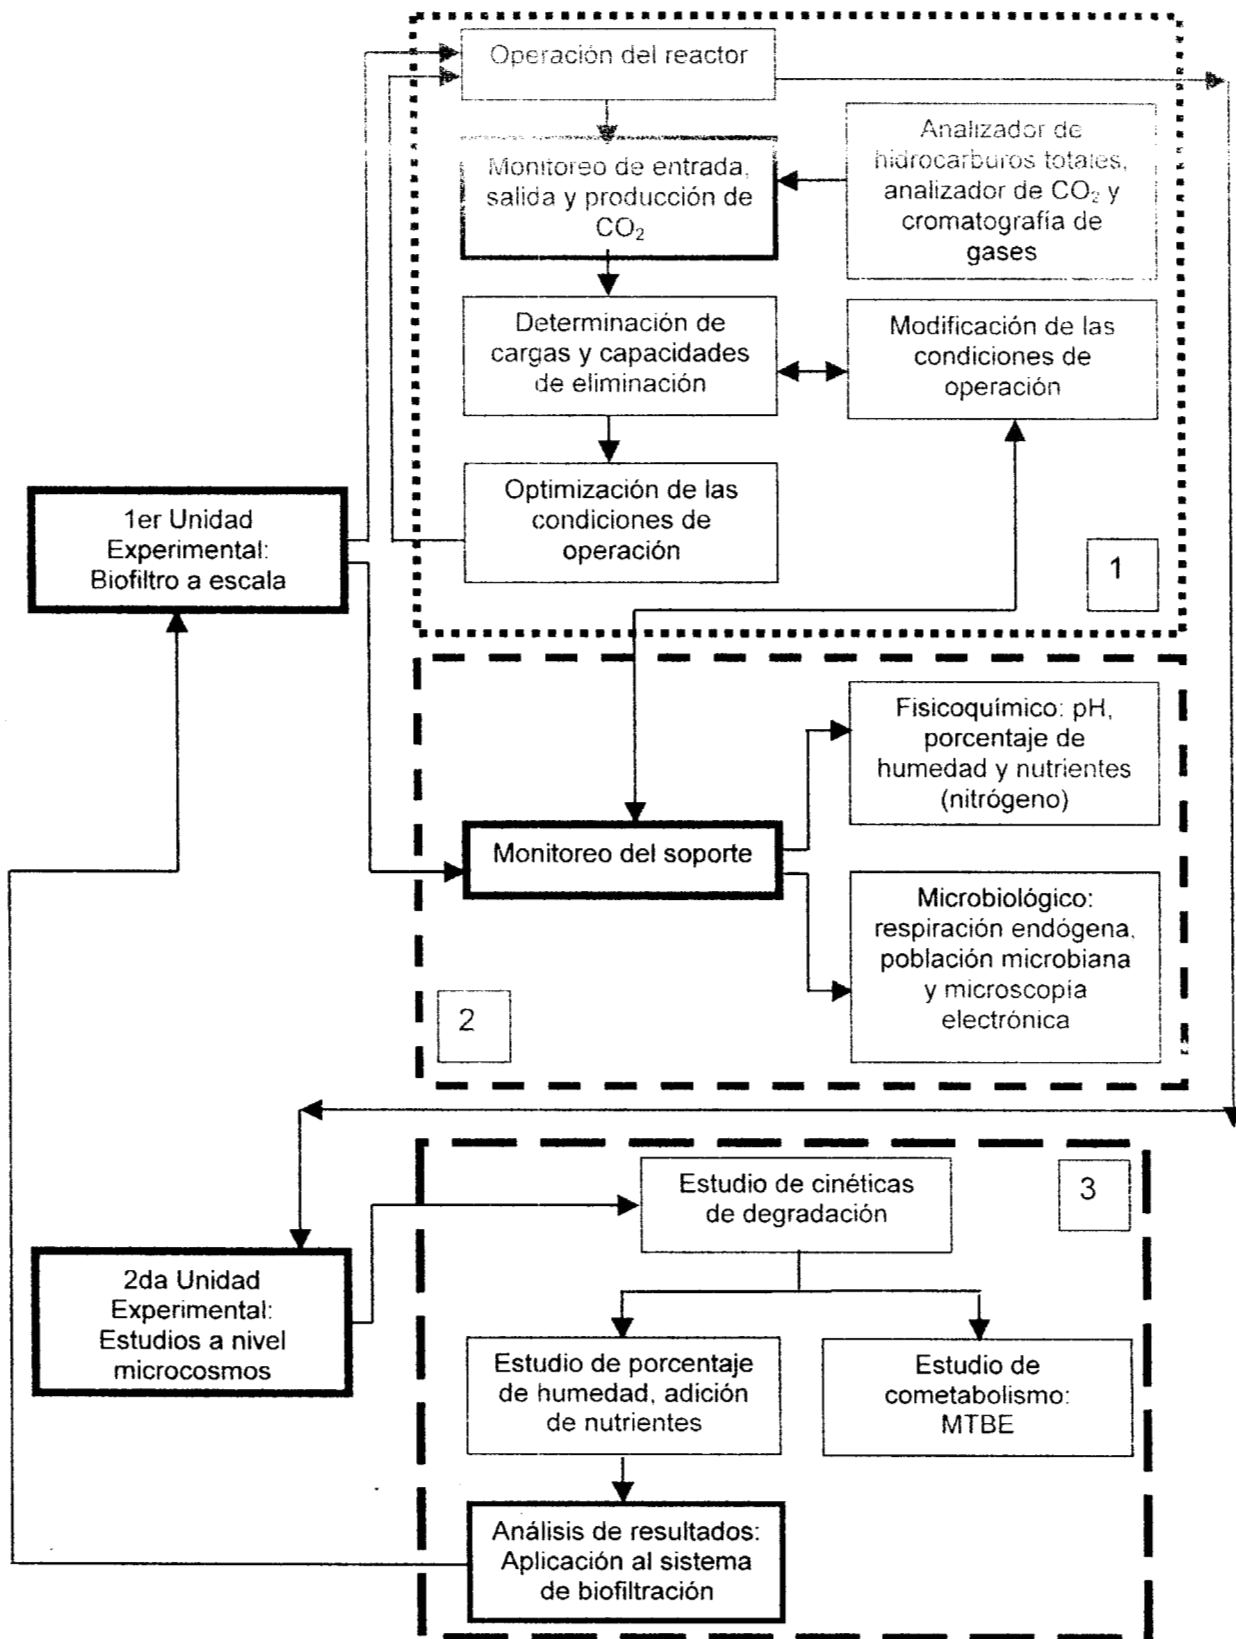 Operación del reactor
Monitoreo de entrada,
salida y producción de
CO₂
Analizador de
hidrocarburos totales,
analizador de CO₂ y
cromatografía de
gases
Determinación de
cargas y capacidades
de eliminación
Modificación de las
condiciones de
operación
Optimización de las
condiciones de
operación
1
1er Unidad
Experimental:
Biofiltro a escala
Fisicoquímico: pH,
porcentaje de
humedad y nutrientes
(nitrógeno)
Monitoreo del soporte
Microbiológico:
respiración endógena,
población microbiana
y microscopia
electrónica
2
Estudio de cinéticas
de degradación
3
2da Unidad
Experimental:
Estudios a nivel
microcosmos
Estudio de porcentaje
de humedad, adición
de nutrientes
Estudio de
cometabolismo:
MTBE
Análisis de resultados:
Aplicación al sistema
de biofiltración